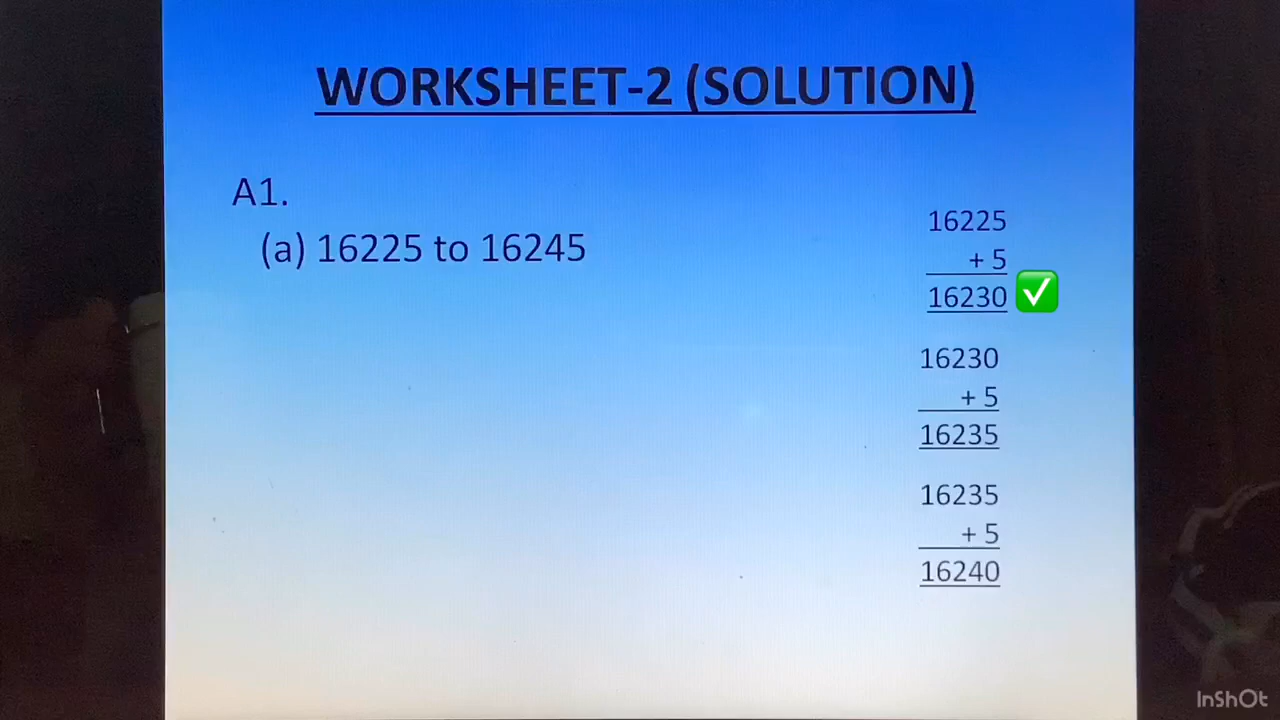 WORKSHEET-2 (SOLUTION)
A1.
(a) 16225 to 16245
16225
+ 5
16230
16230
+ 5
16235
16235
+ 5
16240
InShOt